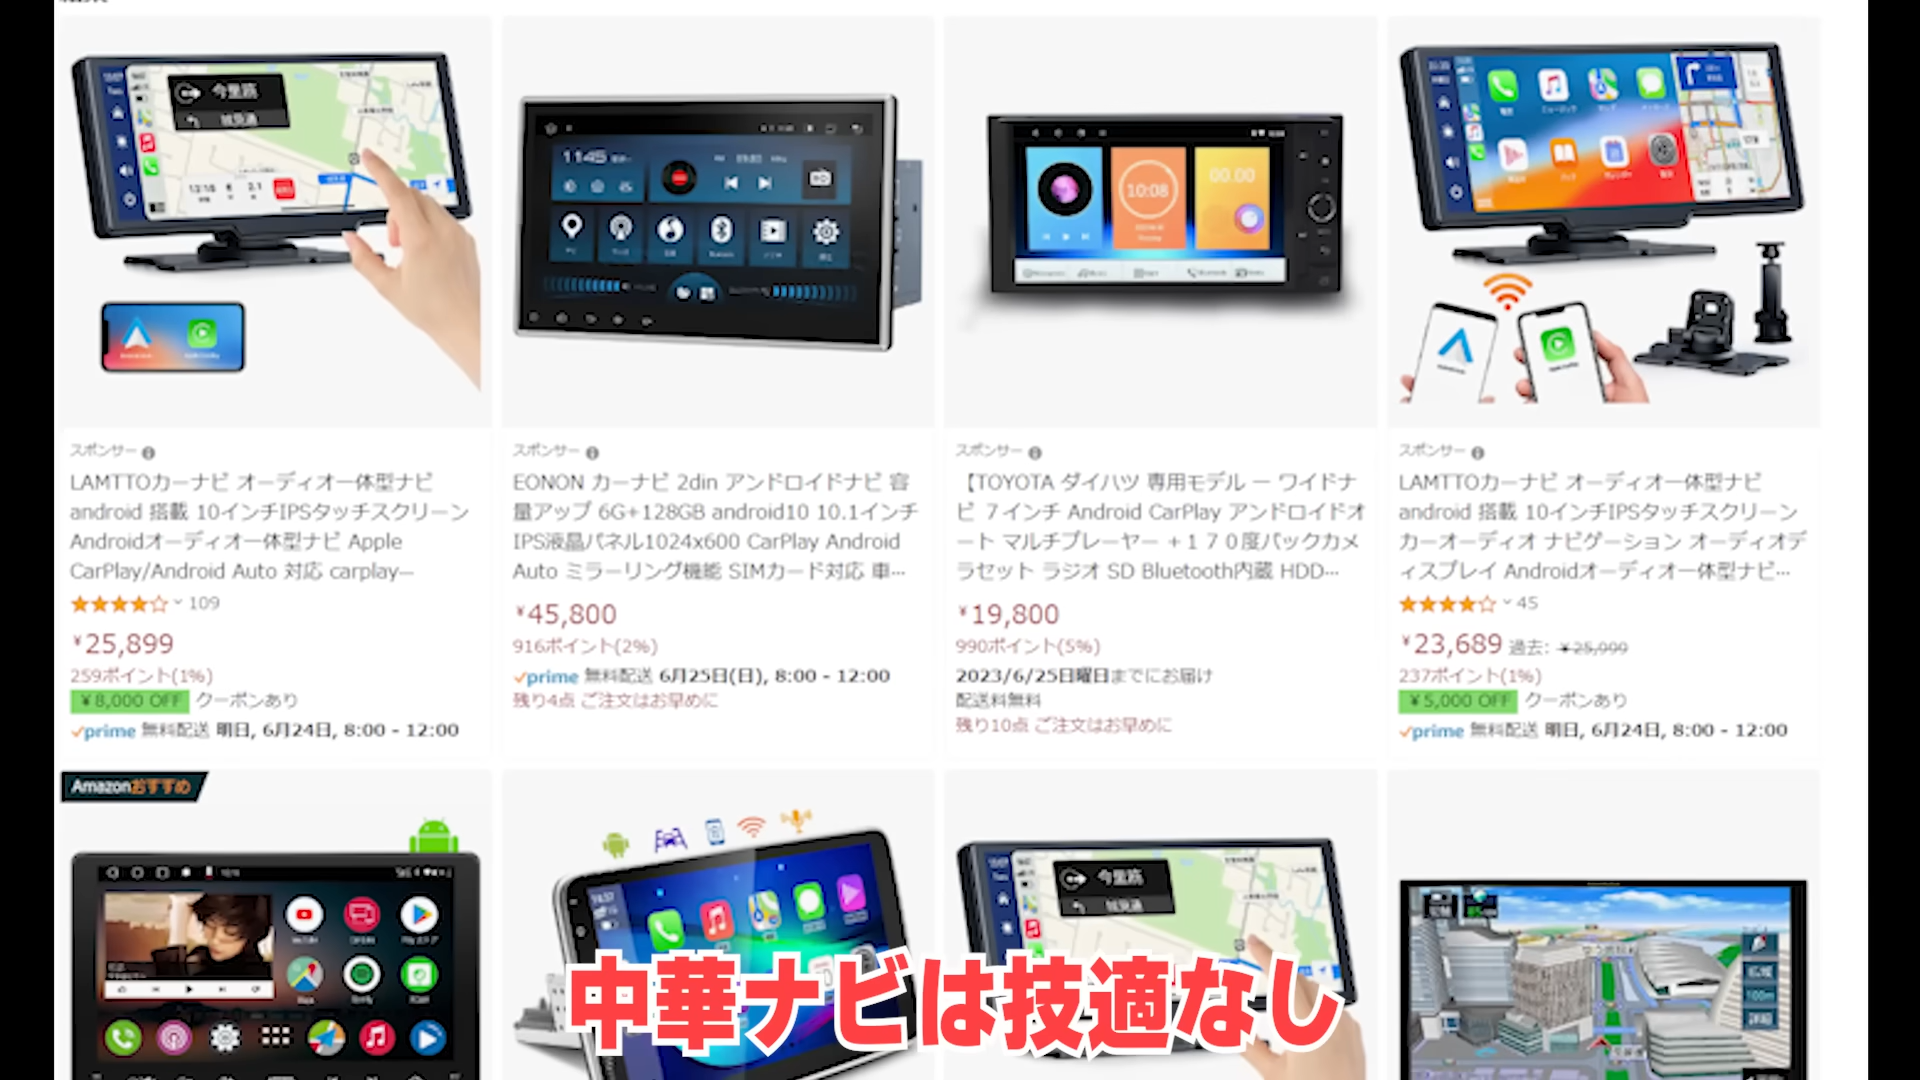 今里筋
1145
10:08
00:00
スポンサー
LAMTTOカーナビ オーディオ一体型ナビ
android 搭載 10インチIPSタッチスクリーン
Androidオーディオ一体型ナビ Apple
CarPlay/Android Auto 対応 carplay…
109
¥25,899
259ポイント(1%)
¥8,000 OFF クーポンあり
prime 無料配送 明日, 6月24日, 8:00 - 12:00
スポンサー
EONON カーナビ 2din アンドロイドナビ 容
量アップ 6G+128GB android10 10.1インチ
IPS液晶パネル1024x600 CarPlay Android
Auto ミラーリング機能 SIMカード対応 車…
¥45,800
916ポイント(2%)
prime 無料配送 6月25日(日), 8:00 - 12:00
残り4点 ご注文はお早めに
スポンサー
【TOYOTA ダイハツ 専用モデル ー ワイドナ
ビ ７インチ Android CarPlay アンドロイドオ
ート マルチプレーヤー ＋１７０度バックカメ
ラセット ラジオ SD Bluetooth内蔵 HDD…
¥19,800
990ポイント(5%)
2023/6/25日曜日までにお届け
配送料無料
残り10点 ご注文はお早めに
スポンサー
LAMTTOカーナビ オーディオ一体型ナビ
android 搭載 10インチIPSタッチスクリーン
カーオーディオ ナビゲーション オーディオデ
ィスプレイ Androidオーディオ一体型ナビ…
45
¥23,689 過去: ¥25,999
237ポイント(1%)
¥5,000 OFF クーポンあり
prime 無料配送 明日, 6月24日, 8:00 - 12:00
Amazonおすすめ
今里筋
中華ナビは技適なし